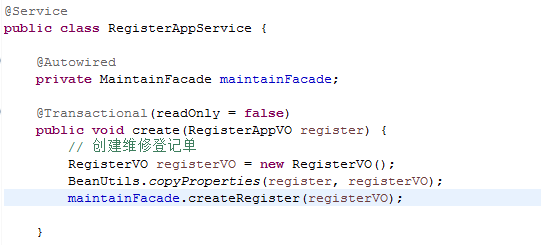 @Service
public class RegisterAppService {
@Autowired
private MaintainFacade maintainFacade;
@Transactional(readOnly = false)
public void create(RegisterAppVO register) {
// 创建维修登记单
RegisterVO registerVO = new RegisterVO();
BeanUtils.copyProperties(register, registerVO);
maintainFacade.createRegister(registerVO);
}